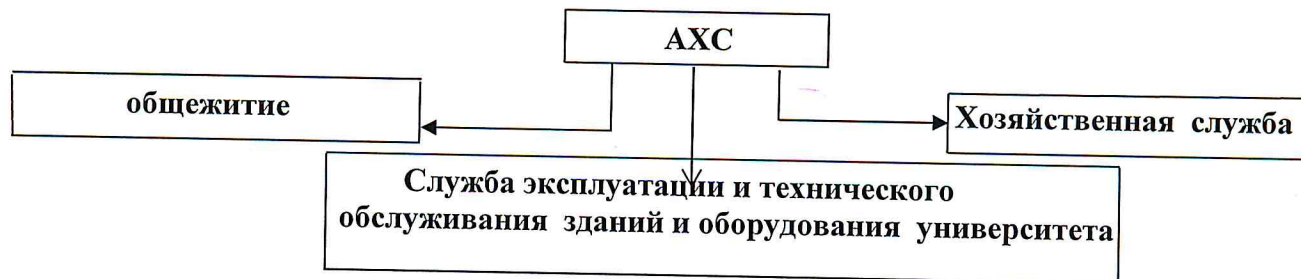 АХС
общежитие
Хозяйственная служба
Служба эксплуатации и технического
обслуживания зданий и оборудования университета